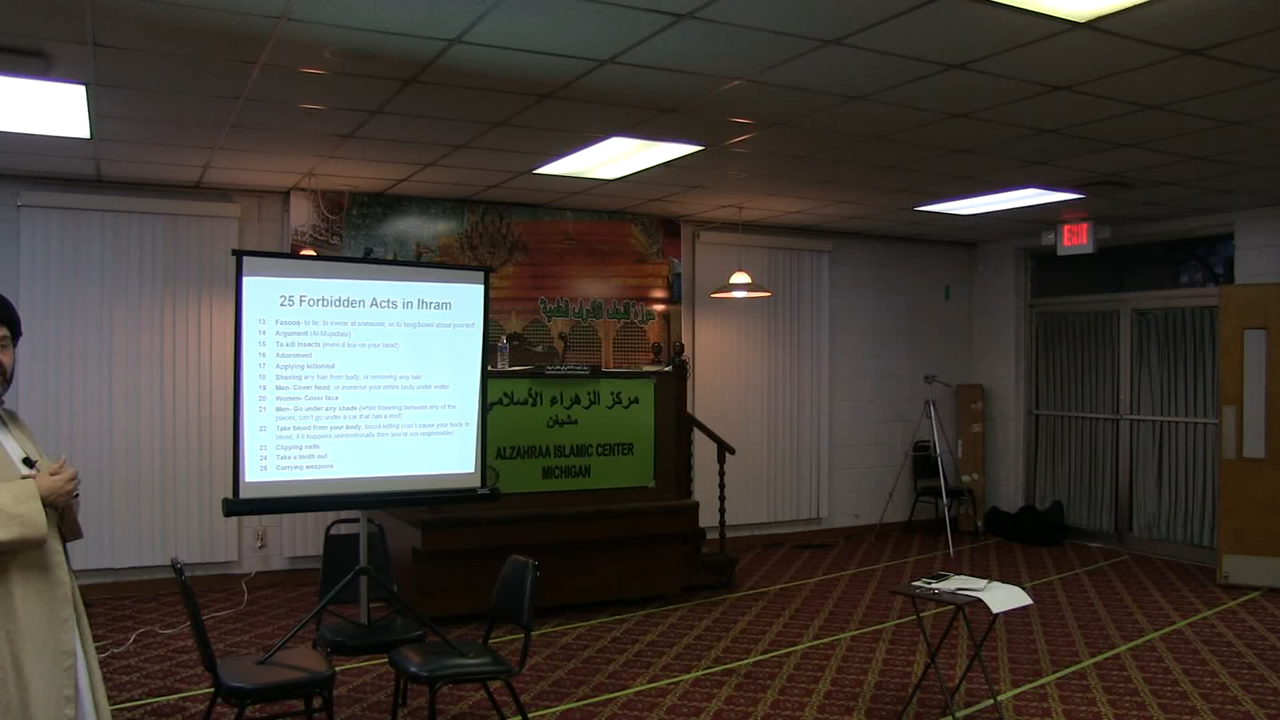 25 Forbidden Acts in Ihram
13 Fasooq- to lie, to swear at someone, or to brag/boast about yourself
14 Argument (Al-Mujadala)
15 To kill insects (even if its on your head)
16 Adornment
17 Applying
18 Shaving any hair from body, or removing any hair
19 Men- Cover head, or immerse your entire body under water
20 Women- Cover face
21 Men- Go under any shade (while traveling between any of the
places, can't go under a car that has a roof)
22 Take blood from your body, blood-letting (can't cause your body to
blood, if it happens unintentionally then you're not responsible)
23 Clipping nails
24 Take a tooth out
25 Carrying weapons
مركز الزهراء الأسلامي
مشيغن
ALZAHRAA ISLAMIC CENTER
MICHIGAN
EXIT